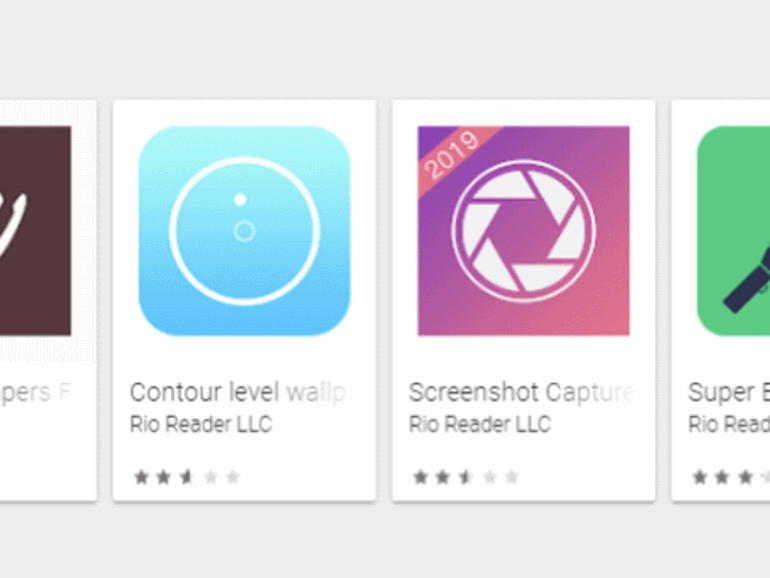 pers F
Contour level wallp
Rio Reader LLC
2019
Screenshot Capture
Rio Reader LLC
Super
Rio Read